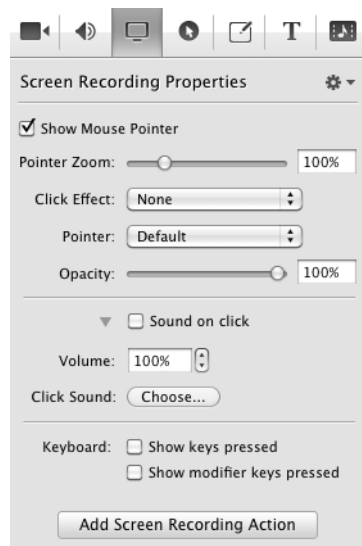 T
Screen Recording Properties
Show Mouse Pointer
Pointer Zoom: 100%
Click Effect: None
Pointer: Default
Opacity: 100%
Sound on click
Volume: 100%
Click Sound: Choose...
Keyboard: Show keys pressed
Show modifier keys pressed
Add Screen Recording Action